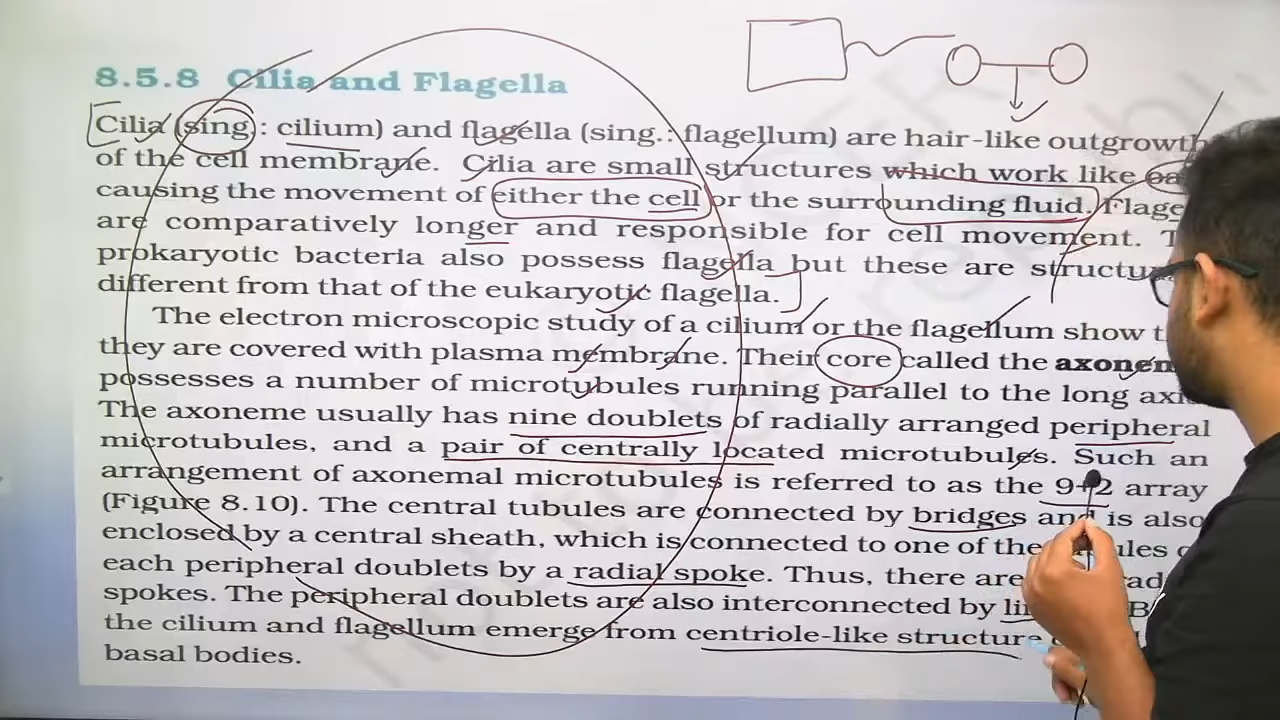 8.5.8 Cilia and Flagella
Cilia (sing: cilium) and flagella (sing.: flagellum) are hair-like outgrowth
of the cell membrane. Cilia are small structures which work like
causing the movement of either the cell or the surrounding fluid.
are comparatively longer and responsible for cell movement.
prokaryotic bacteria also possess flagella but these are
different from that of the eukaryotic flagella.
The electron microscopic study of a cilium or the flagellum show
they are covered with plasma membrane. Their core called the
possesses a number of microtubules running parallel to the long
The axoneme usually has nine doublets of radially arranged peripheral
microtubules, and a pair of centrally located microtubules. Such an
arrangement of axonemal microtubules is referred to as the 9+2 array
(Figure 8.10). The central tubules are connected by bridges and is also
enclosed by a central sheath, which is connected to one of the
each peripheral doublets by a radial spoke. Thus, there are
spokes. The peripheral doublets are also interconnected by
the cilium and flagellum emerge from centriole-like structure
basal bodies.